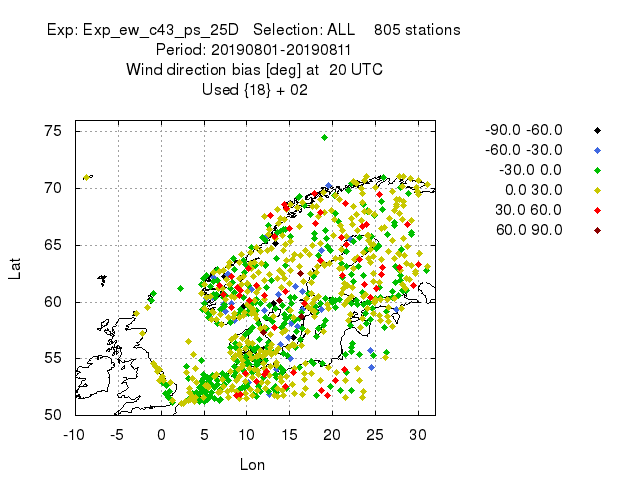 Exp: Exp_ew_c43_ps_25D Selection: ALL 805 stations
Period: 20190801-20190811
Wind direction bias [deg] at 20 UTC
Used {18} + 02
-90.0 -60.0
-60.0 -30.0
-30.0 0.0
0.0 30.0
30.0 60.0
60.0 90.0
75
70
65
60
55
50
Lat
-10 -5 0 5 10 15 20 25 30
Lon